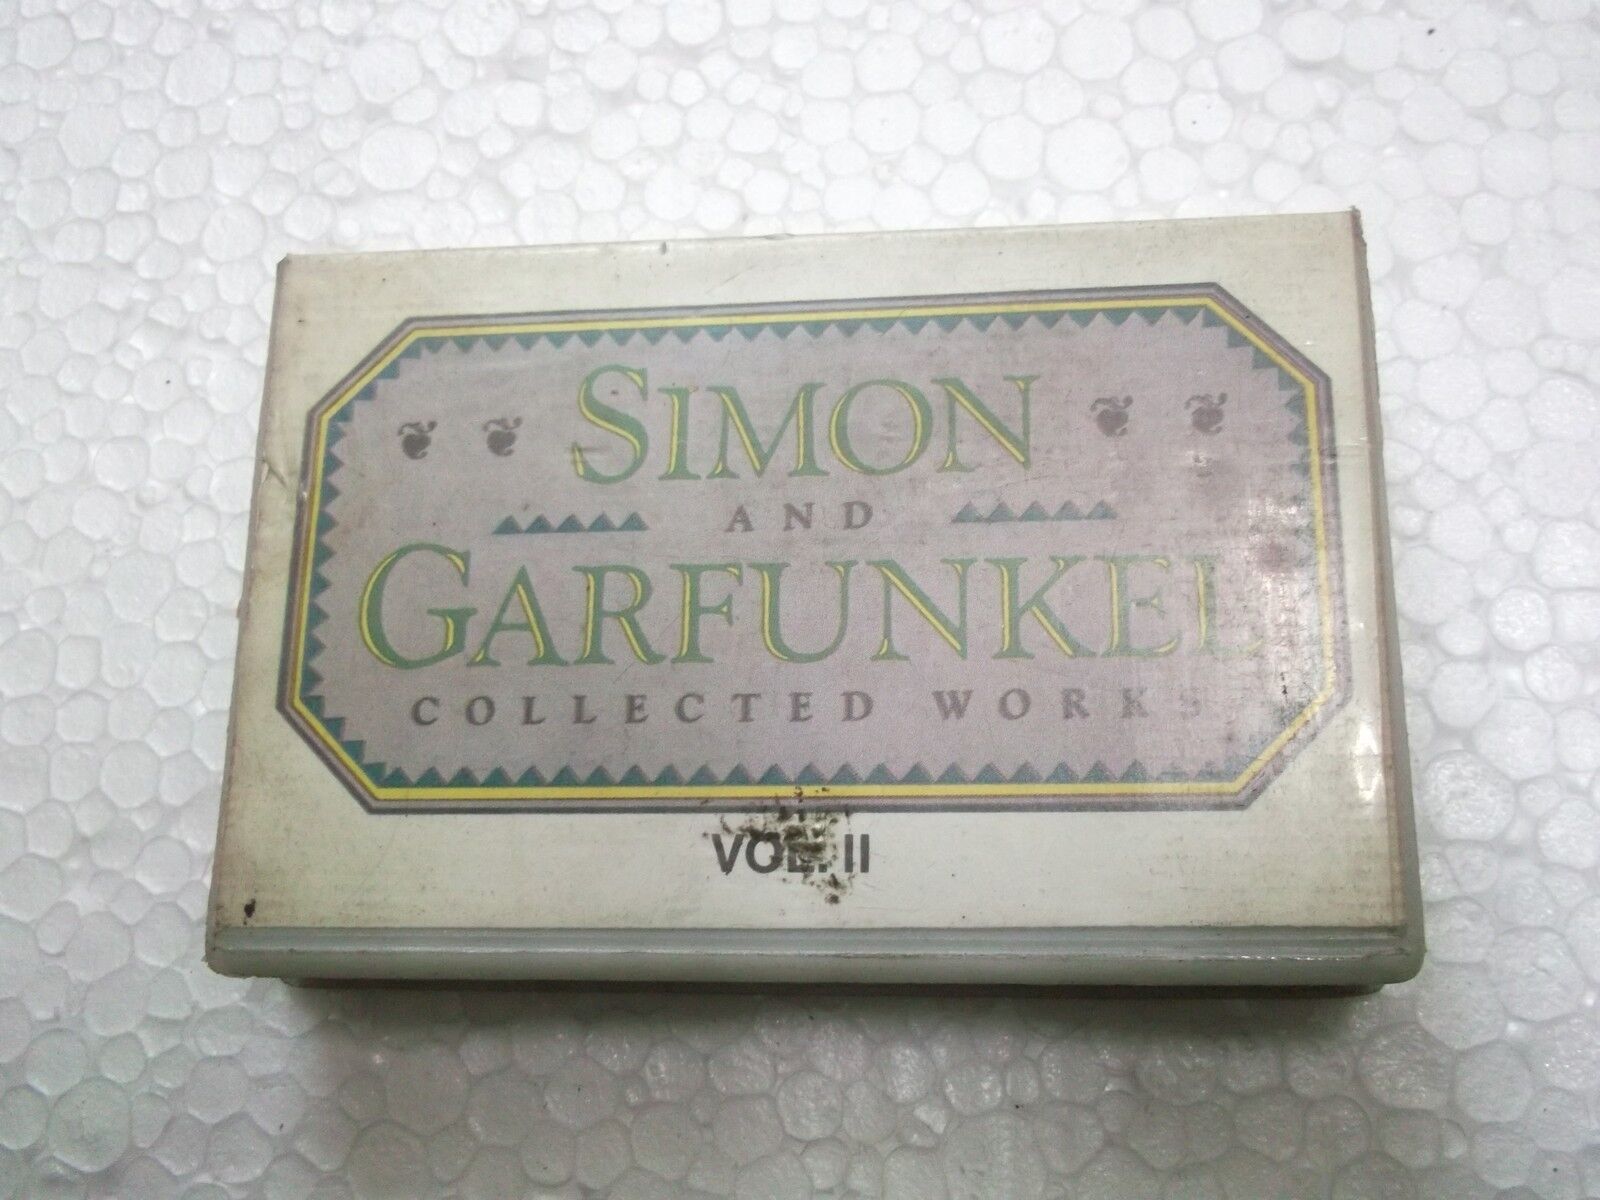 SIMON
AND
GARFUNKEL
COLLECTED WORKS
VOL. II